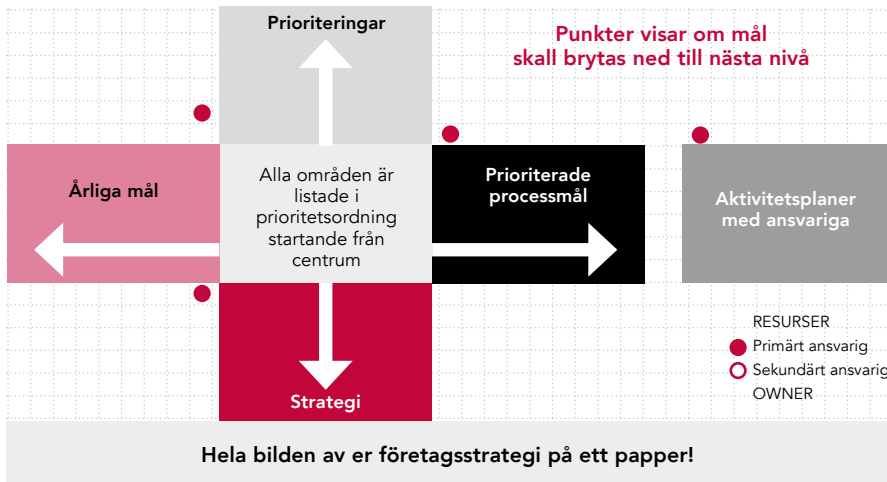 Prioriteringar
Punkter visar om mål
skall brytas ned till nästa nivå
Årliga mål
Alla områden är
listade i
prioritetsordning
startande från
centrum
Prioriterade
processmål
Aktivitetsplaner
med ansvariga
Strategi
RESURSER
Primärt ansvarig
Sekundärt ansvarig
OWNER
Hela bilden av er företagsstrategi på ett papper!